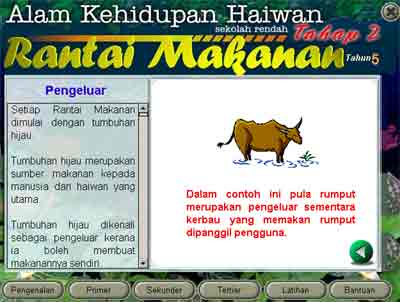 Alam Kehidupan Haiwan
sekolah rendah Tahap 2
Rantai Makanan Tahun 5
Pengeluar
Setiap Rantai Makanan
dimulai dengan tumbuhan
hijau.
Tumbuhan hijau merupakan
sumber makanan kepada
manusia dan haiwan yang
utama.
Tumbuhan hijau dikenali
sebagai pengeluar kerana
ia boleh membuat
makanannya sendiri.
Dalam contoh ini pula rumput
merupakan pengeluar sementara
kerbau yang memakan rumput
dipanggil pengguna.
Pengenalan Primer Sekunder Tertier Latihan Bantuan